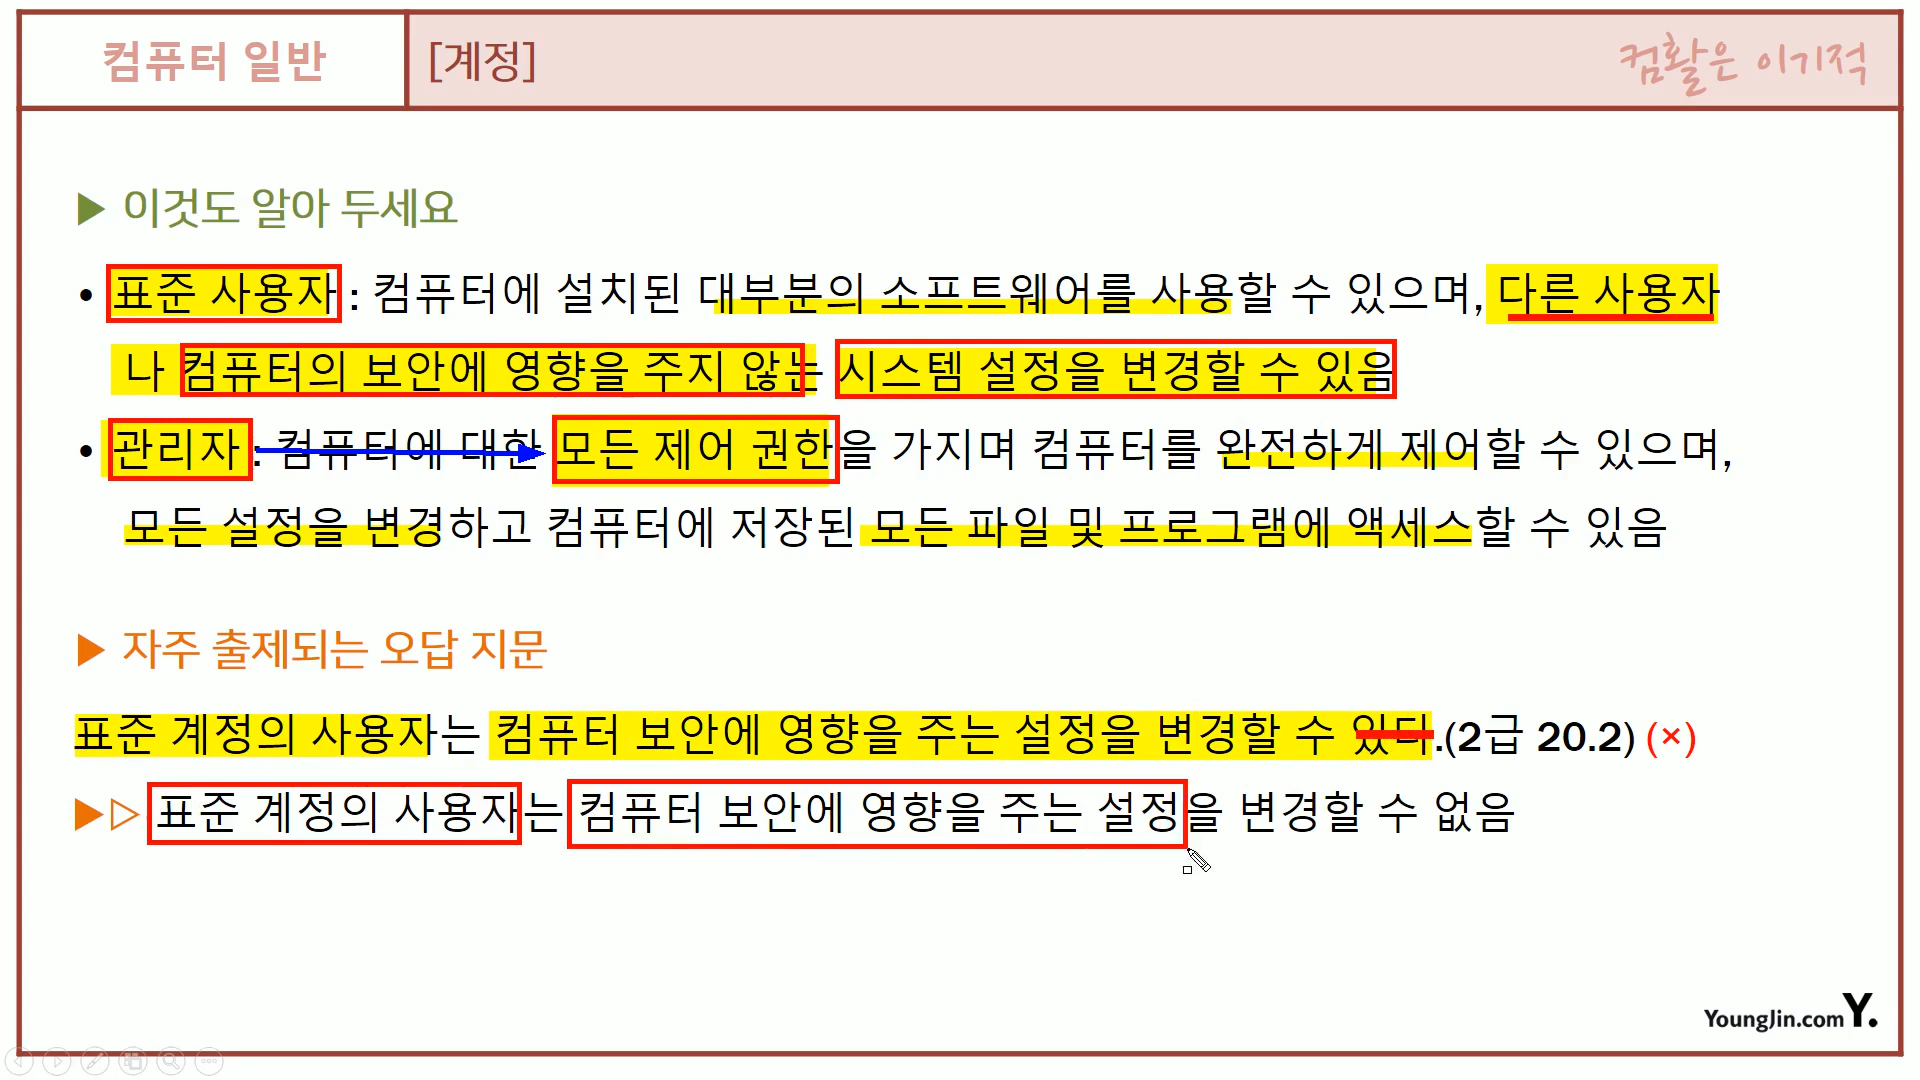 컴퓨터 일반
[계정]
컴활은 이기적
▶ 이것도 알아 두세요
• 표준 사용자 : 컴퓨터에 설치된 대부분의 소프트웨어를 사용할 수 있으며, 다른 사용자
나 컴퓨터의 보안에 영향을 주지 않는 시스템 설정을 변경할 수 있음
• 관리자 : 컴퓨터에 대한 모든 제어 권한을 가지며 컴퓨터를 완전하게 제어할 수 있으며,
모든 설정을 변경하고 컴퓨터에 저장된 모든 파일 및 프로그램에 액세스할 수 있음
▶ 자주 출제되는 오답 지문
표준 계정의 사용자는 컴퓨터 보안에 영향을 주는 설정을 변경할 수 있다.(2급 20.2) (×)
▶▷ 표준 계정의 사용자는 컴퓨터 보안에 영향을 주는 설정을 변경할 수 없음
YoungJin.com Y.